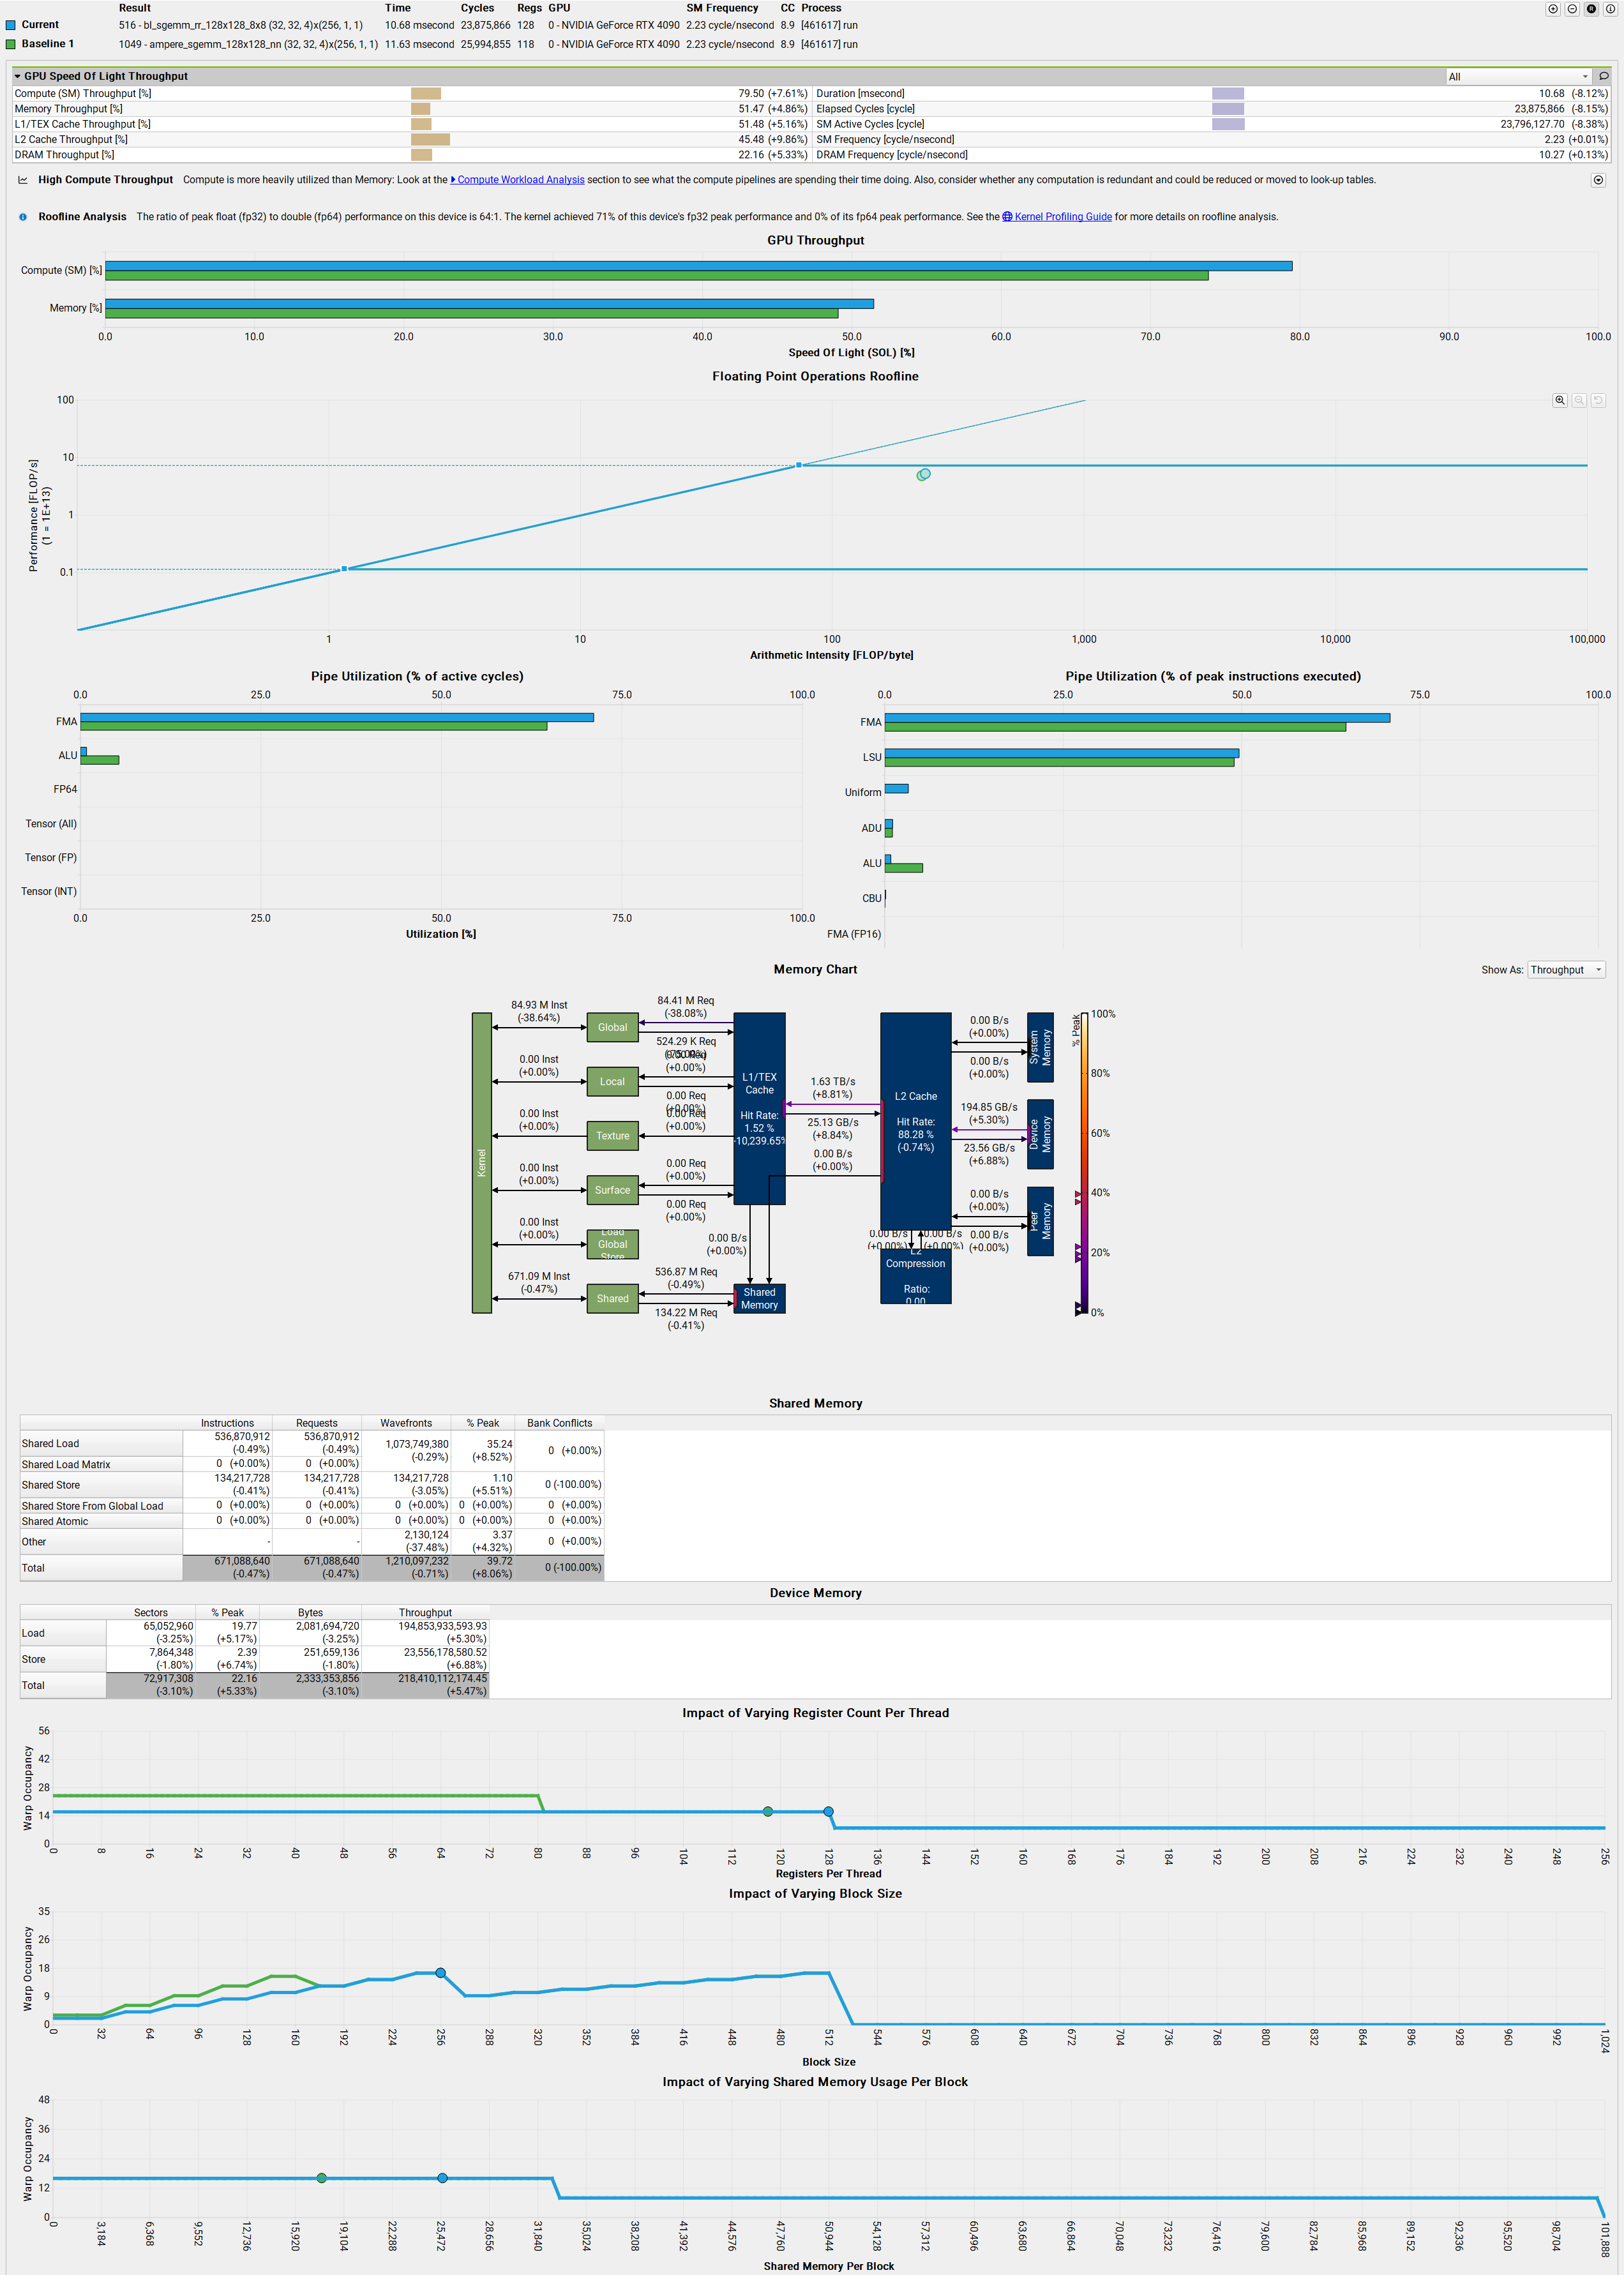 Result Time Cycles Regs GPU SM Frequency CC Process
Current 516 - bl_sgemm_rr_128x128_8x8 (32, 32, 4)x(256, 1, 1) 10.68 msecond 23,875,866 128 0 - NVIDIA GeForce RTX 4090 2.23 cycle/nsecond 8.9 [461617] run
Baseline 1 1049 - ampere_sgemm_128x128_nn (32, 32, 4)x(256, 1, 1) 11.63 msecond 25,994,855 118 0 - NVIDIA GeForce RTX 4090 2.23 cycle/nsecond 8.9 [461617] run
GPU Speed Of Light Throughput All
Compute (SM) Throughput [%] 79.50 (+7.61%) Duration [msecond] 10.68 (-8.12%)
Memory Throughput [%] 51.47 (+4.86%) Elapsed Cycles [cycle] 23,875,866 (-8.15%)
L1/TEX Cache Throughput [%] 51.48 (+5.16%) SM Active Cycles [cycle] 23,796,127.70 (-8.38%)
L2 Cache Throughput [%] 45.48 (+9.86%) SM Frequency [cycle/nsecond] 2.23 (+0.01%)
DRAM Throughput [%] 22.16 (+5.33%) DRAM Frequency [cycle/nsecond] 10.27 (+0.13%)
High Compute Throughput Compute is more heavily utilized than Memory: Look at the Compute Workload Analysis section to see what the compute pipelines are spending their time doing. Also, consider whether any computation is redundant and could be reduced or moved to look-up tables.
Roofline Analysis The ratio of peak float (fp32) to double (fp64) performance on this device is 64:1. The kernel achieved 71% of this device's fp32 peak performance and 0% of its fp64 peak performance. See the Kernel Profiling Guide for more details on roofline analysis.
GPU Throughput
Compute (SM) [%]
Memory [%]
0.0 10.0 20.0 30.0 40.0 50.0 60.0 70.0 80.0 90.0 100.0
Speed Of Light (SOL) [%]
Floating Point Operations Roofline
Performance [FLOP/s]
(1 = 1E+13)
100
10
1
0.1
1 10 100 1,000 10,000 100,000
Arithmetic Intensity [FLOP/byte]
Pipe Utilization (% of active cycles)
0.0 25.0 50.0 75.0 100.0
FMA
ALU
FP64
Tensor (All)
Tensor (FP)
Tensor (INT)
0.0 25.0 50.0 75.0 100.0
Utilization [%]
Pipe Utilization (% of peak instructions executed)
0.0 25.0 50.0 75.0 100.0
FMA
LSU
Uniform
ADU
ALU
CBU
FMA (FP16)
Memory Chart
Show As: Throughput
Kernel
84.93 M Inst
(-38.64%)
Global
84.41 M Req
(-38.08%)
524.29 K Req
0.00 Inst
(+0.00%)
Local
(+0.00%)
0.00 Req
0.00 Inst
(+0.00%)
Texture
(+0.00%)
0.00 Inst
(+0.00%)
Surface
0.00 Req
(+0.00%)
0.00 Req
(+0.00%)
0.00 Inst
(+0.00%)
Load
Global
Store
671.09 M Inst
(-0.47%)
Shared
536.87 M Req
(-0.49%)
134.22 M Req
(-0.41%)
L1/TEX
Cache
Hit Rate:
1.52 %
-10,239.65%
0.00 B/s
(+0.00%)
Shared
Memory
1.63 TB/s
(+8.81%)
25.13 GB/s
(+8.84%)
0.00 B/s
(+0.00%)
L2 Cache
Hit Rate:
88.28 %
(-0.74%)
0.00 B/s
(+0.00%)
0.00 B/s
(+0.00%)
L2
Compression
Ratio:
0.00
0.00 B/s
(+0.00%)
0.00 B/s
(+0.00%)
System
Memory
194.85 GB/s
(+5.30%)
23.56 GB/s
(+6.88%)
Device
Memory
0.00 B/s
(+0.00%)
0.00 B/s
(+0.00%)
Peer
Memory
% Peak
100%
80%
60%
40%
20%
0%
Shared Memory
Instructions Requests Wavefronts % Peak Bank Conflicts
Shared Load 536,870,912 (-0.49%) 536,870,912 (-0.49%) 1,073,749,380 (-0.29%) 35.24 (+8.52%) 0 (+0.00%)
Shared Load Matrix 0 (+0.00%) 0 (+0.00%)
Shared Store 134,217,728 (-0.41%) 134,217,728 (-0.41%) 134,217,728 (-3.05%) 1.10 (+5.51%) 0 (-100.00%)
Shared Store From Global Load 0 (+0.00%) 0 (+0.00%) 0 (+0.00%) 0 (+0.00%) 0 (+0.00%)
Shared Atomic 0 (+0.00%) 0 (+0.00%) 0 (+0.00%) 0 (+0.00%) 0 (+0.00%)
Other - - 2,130,124 (-37.48%) 3.37 (+4.32%) 0 (+0.00%)
Total 671,088,640 (-0.47%) 671,088,640 (-0.47%) 1,210,097,232 (-0.71%) 39.72 (+8.06%) 0 (-100.00%)
Device Memory
Sectors % Peak Bytes Throughput
Load 65,052,960 (-3.25%) 19.77 (+5.17%) 2,081,694,720 (-3.25%) 194,853,933,593.93 (+5.30%)
Store 7,864,348 (-1.80%) 2.39 (+6.74%) 251,659,136 (-1.80%) 23,556,178,580.52 (+6.88%)
Total 72,917,308 (-3.10%) 22.16 (+5.33%) 2,333,353,856 (-3.10%) 218,410,112,174.45 (+5.47%)
Impact of Varying Register Count Per Thread
Warp Occupancy
56
42
28
14
0
0 8 16 24 32 40 48 56 64 72 80 88 96 104 112 120 128 136 144 152 160 168 176 184 192 200 208 216 224 232 240 248 256
Registers Per Thread
Impact of Varying Block Size
Warp Occupancy
35
26
18
9
0
0 32 64 96 128 160 192 224 256 288 320 352 384 416 448 480 512 544 576 608 640 672 704 736 768 800 832 864 896 928 960 992 1,024
Block Size
Impact of Varying Shared Memory Usage Per Block
Warp Occupancy
48
36
24
12
0
0 3,184 6,368 9,552 12,736 15,920 19,104 22,288 25,472 28,656 31,840 35,024 38,208 41,392 44,576 47,760 50,944 54,128 57,312 60,496 63,680 66,864 70,048 73,232 76,416 79,600 82,784 85,968 89,152 92,336 95,520 98,704 101,888
Shared Memory Per Block